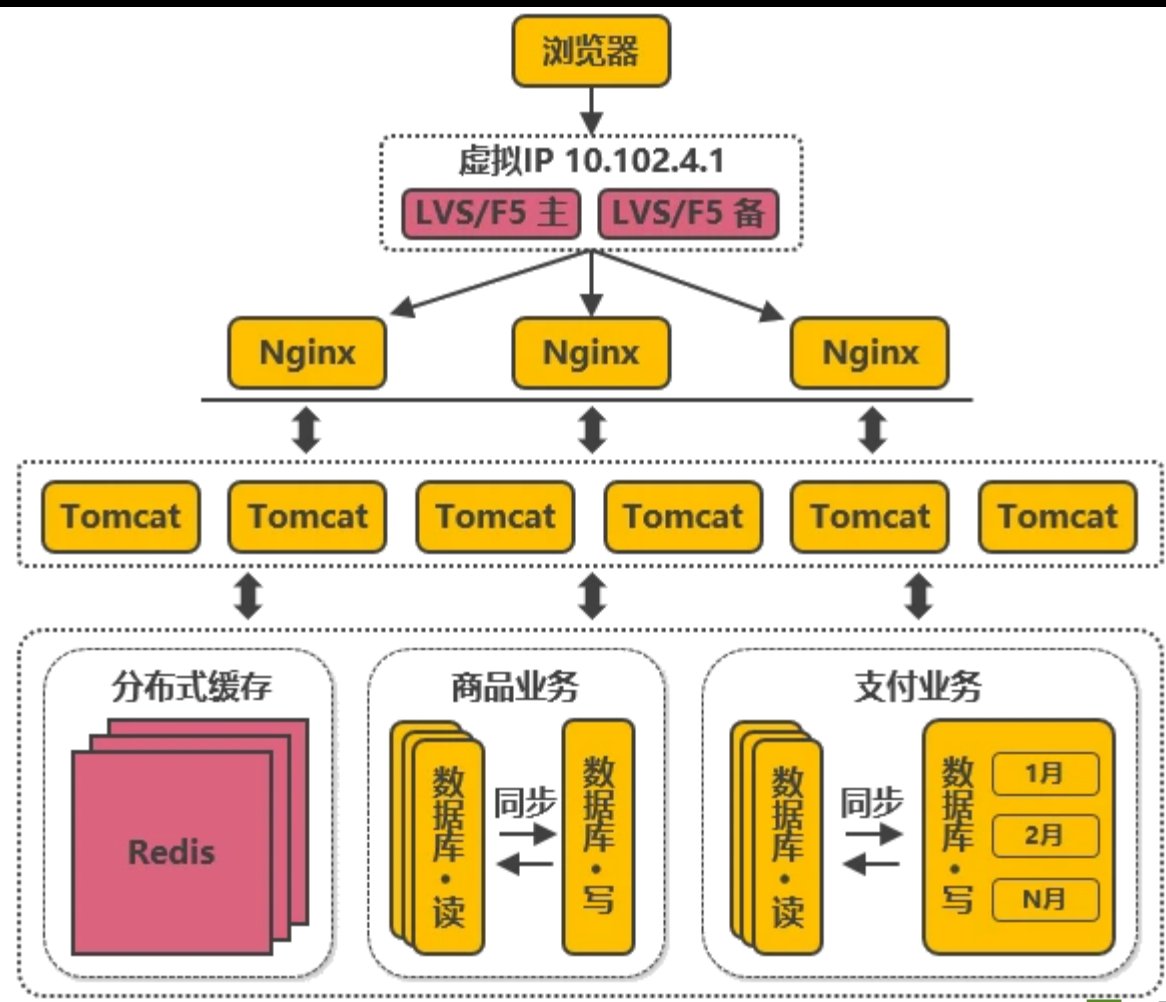 浏览器
虚拟IP 10.102.4.1
LVS/F5 主
LVS/F5 备
Nginx
Nginx
Nginx
Tomcat
Tomcat
Tomcat
Tomcat
Tomcat
Tomcat
分布式缓存
Redis
商品业务
数据库·读
同步
数据库·写
支付业务
数据库·读
同步
数据库·写
1月
2月
N月